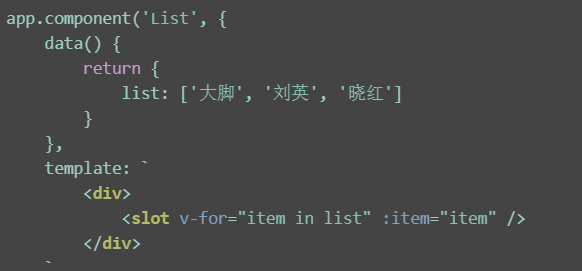 app.component('List', {
    data() {
        return {
            list: ['大脚', '刘英', '晓红']
        }
    },
    template: `
        <div>
            <slot v-for="item in list" :item="item" />
        </div>
    `